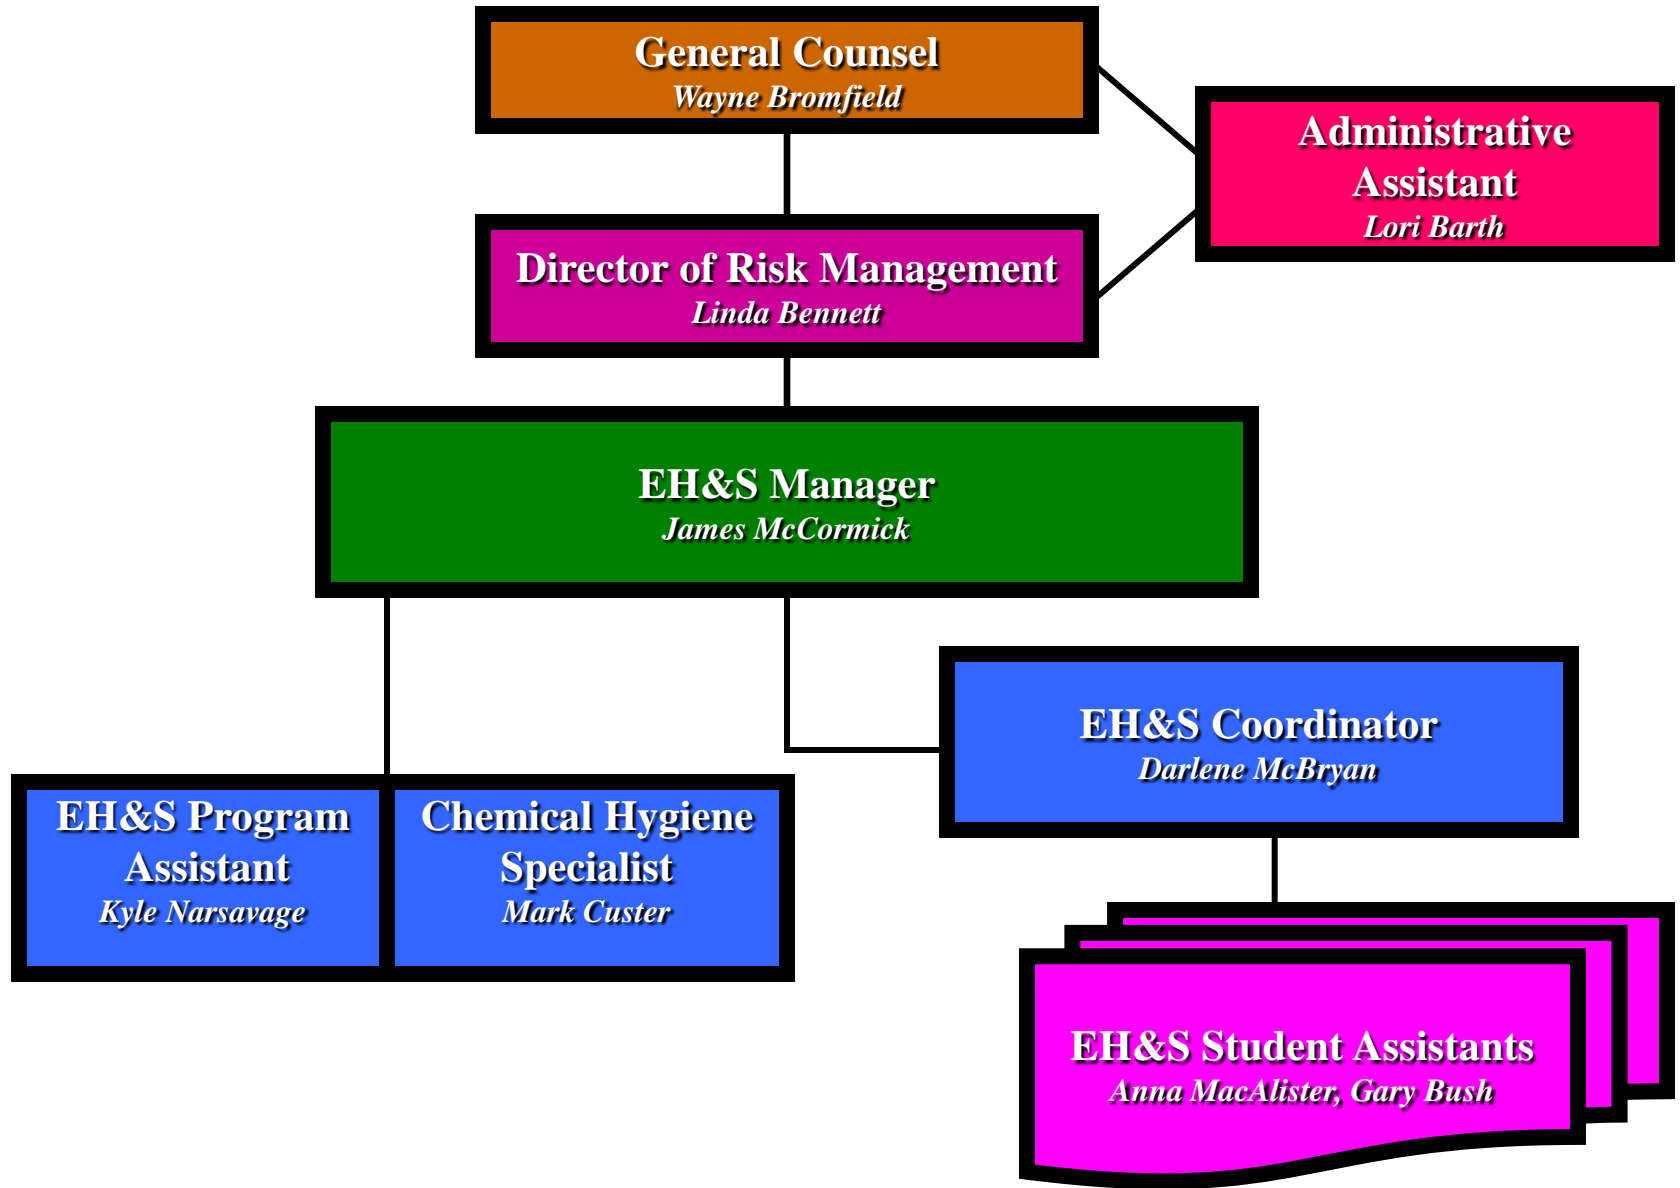 General Counsel
Wayne Bromfield
Administrative
Assistant
Lori Barth
Director of Risk Management
Linda Bennett
EH&S Manager
James McCormick
EH&S Coordinator
Darlene McBryan
EH&S Program
Assistant
Kyle Narsavage
Chemical Hygiene
Specialist
Mark Custer
EH&S Student Assistants
Anna MacAlister, Gary Bush